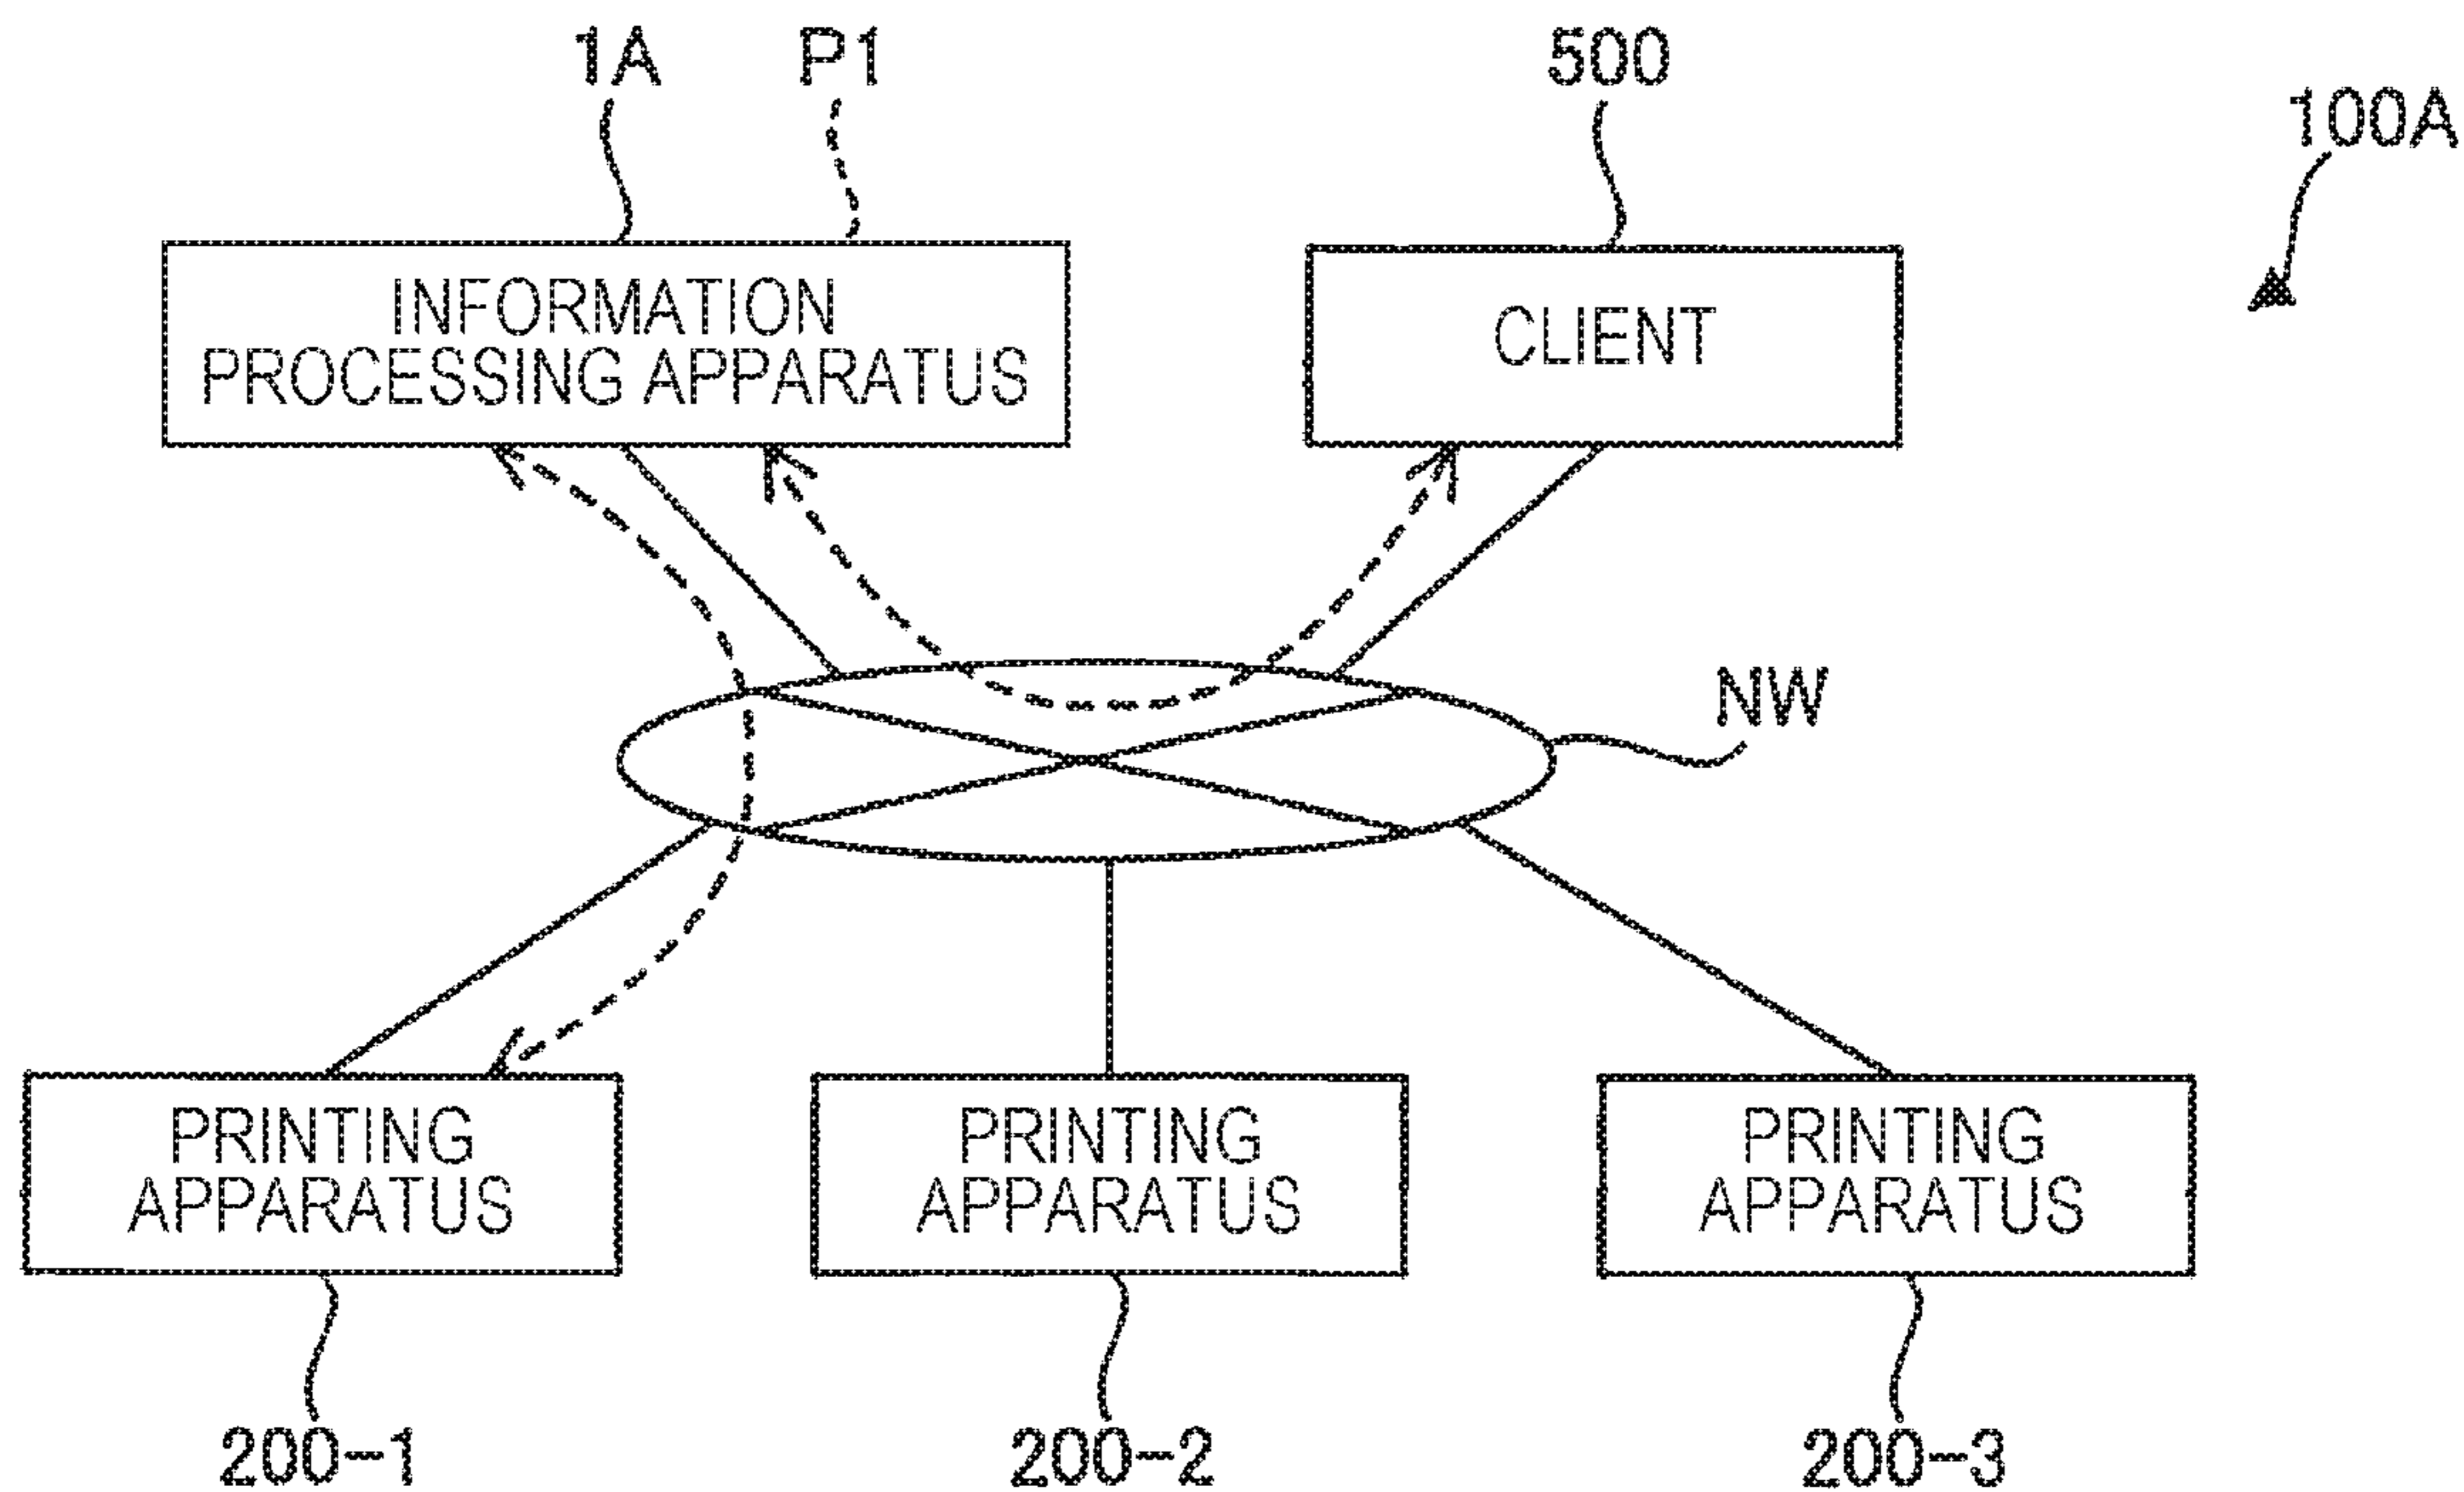 1A
P1
500
100A
INFORMATION
PROCESSING APPARATUS
CLIENT
NW
PRINTING
APPARATUS
PRINTING
APPARATUS
PRINTING
APPARATUS
200-1
200-2
200-3